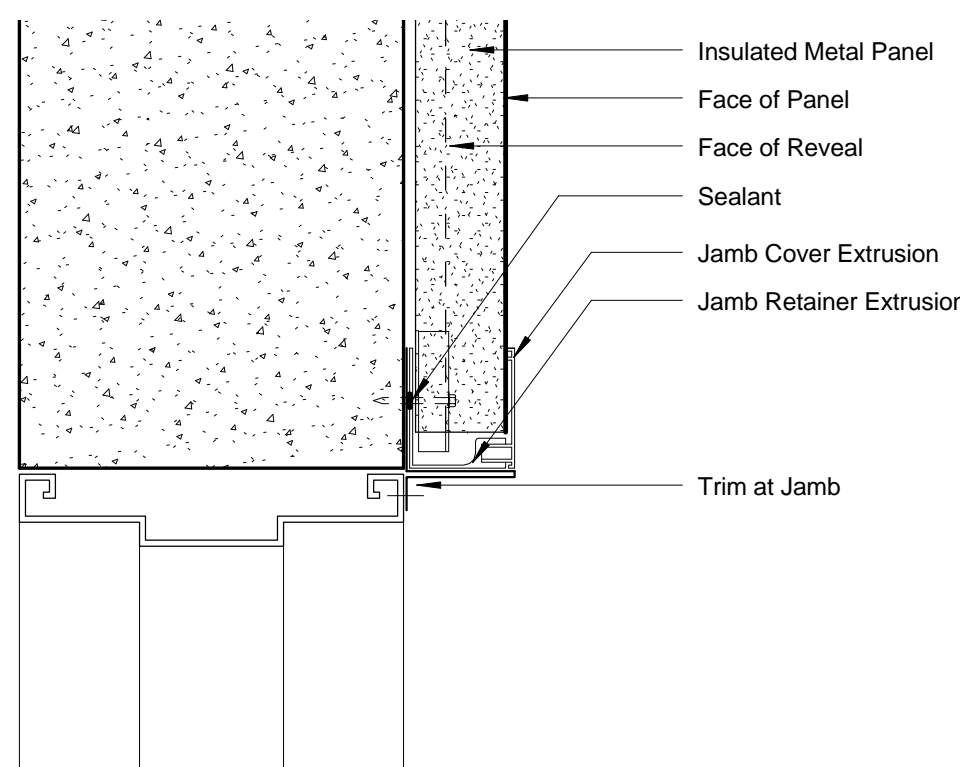 Insulated Metal Panel
Face of Panel
Face of Reveal
Sealant
Jamb Cover Extrusion
Jamb Retainer Extrusion
Trim at Jamb